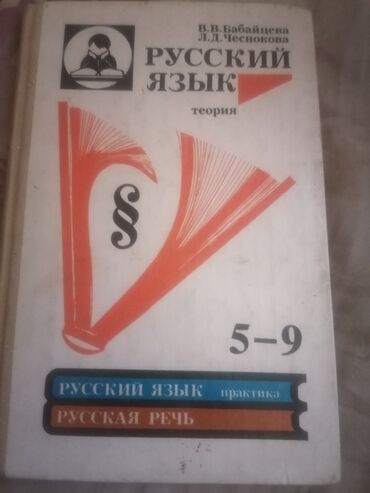 В.В.Бабайцева
Л.Д.Чеснокова
РУССКИЙ
ЯЗЫК
теория
§
5–9
РУССКИЙ ЯЗЫК практика
РУССКАЯ РЕЧЬ